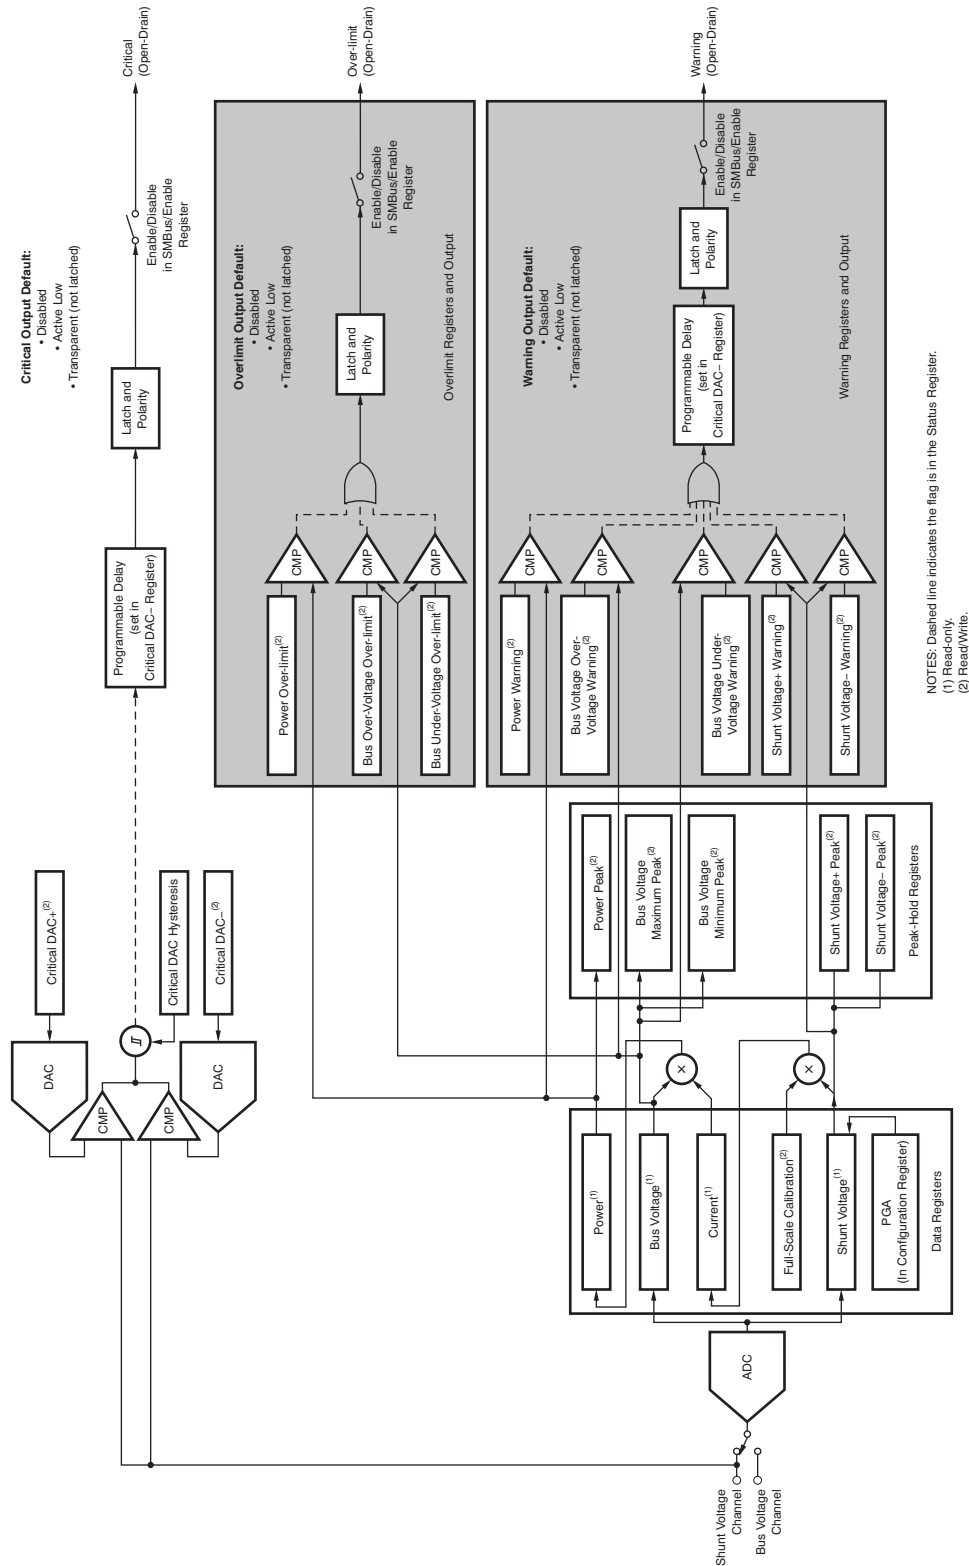 Critical DAC+(2)
DAC
CMP
CMP
DAC
Critical DAC Hysteresis
Critical DAC−(2)
Programmable Delay
(set in
Critical DAC− Register)
Latch and
Polarity
Critical Output Default:
• Disabled
• Active Low
• Transparent (not latched)
Enable/Disable
in SMBus/Enable
Register
Critical
(Open-Drain)
Power Over-limit(2)
Bus Over-Voltage Over-limit(2)
Bus Under-Voltage Over-limit(2)
CMP
CMP
CMP
Latch and
Polarity
Overlimit Output Default:
• Disabled
• Active Low
• Transparent (not latched)
Enable/Disable
in SMBus/Enable
Register
Overlimit Registers and Output
Over-limit
(Open-Drain)
Power Warning(2)
Bus Voltage Over-
Voltage Warning(2)
Bus Voltage Under-
Voltage Warning(2)
Shunt Voltage+ Warning(2)
Shunt Voltage− Warning(2)
CMP
CMP
CMP
CMP
CMP
Programmable Delay
(set in
Critical DAC− Register)
Latch and
Polarity
Warning Output Default:
• Disabled
• Active Low
• Transparent (not latched)
Enable/Disable
in SMBus/Enable
Register
Warning Registers and Output
Warning
(Open-Drain)
Shunt Voltage
Channel
Bus Voltage
Channel
ADC
Power(1)
Bus Voltage(1)
Current(1)
Full-Scale Calibration(2)
Shunt Voltage(1)
PGA
(In Configuration Register)
Data Registers
×
×
Power Peak(2)
Bus Voltage
Maximum Peak(2)
Bus Voltage
Minimum Peak(2)
Shunt Voltage+ Peak(2)
Shunt Voltage− Peak(2)
Peak-Hold Registers
NOTES: Dashed line indicates the flag is in the Status Register.
(1) Read-only.
(2) Read/Write.